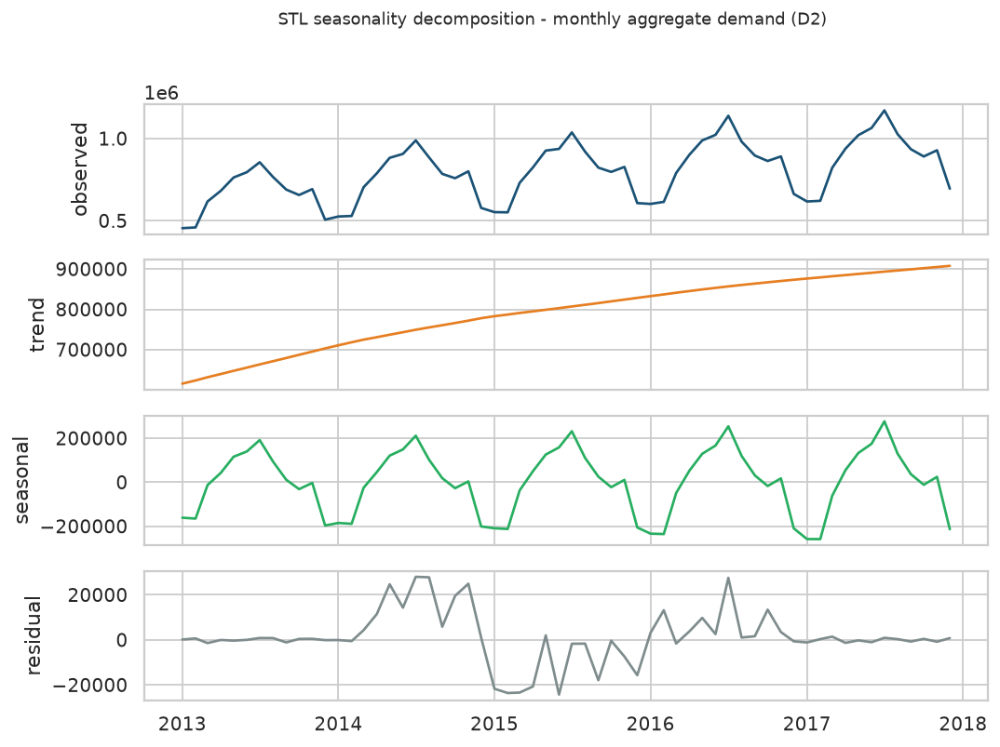 STL seasonality decomposition - monthly aggregate demand (D2)
1e6
observed
1.0
0.5
trend
900000
800000
700000
seasonal
200000
0
−200000
residual
20000
0
−20000
2013 2014 2015 2016 2017 2018